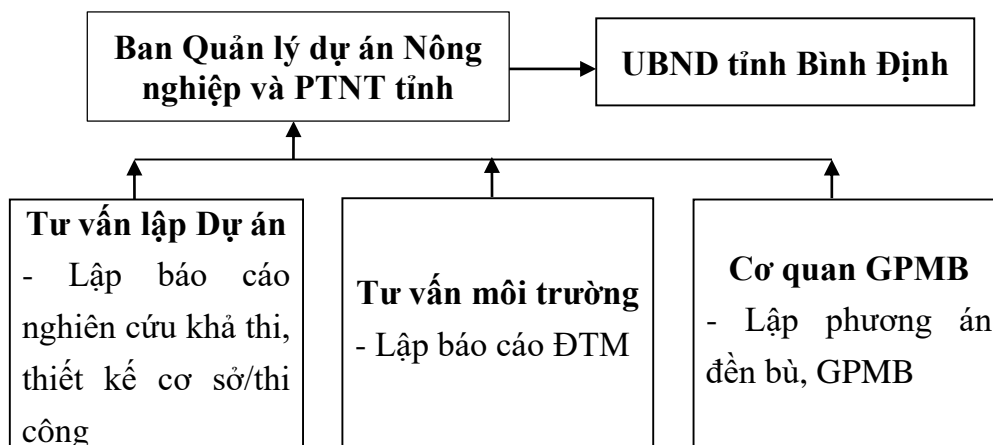 Ban Quản lý dự án Nông
nghiệp và PTNT tỉnh
UBND tỉnh Bình Định
Tư vấn lập Dự án
- Lập báo cáo
nghiên cứu khả thi,
thiết kế cơ sở/thi
công
Tư vấn môi trường
- Lập báo cáo ĐTM
Cơ quan GPMB
- Lập phương án
đền bù, GPMB